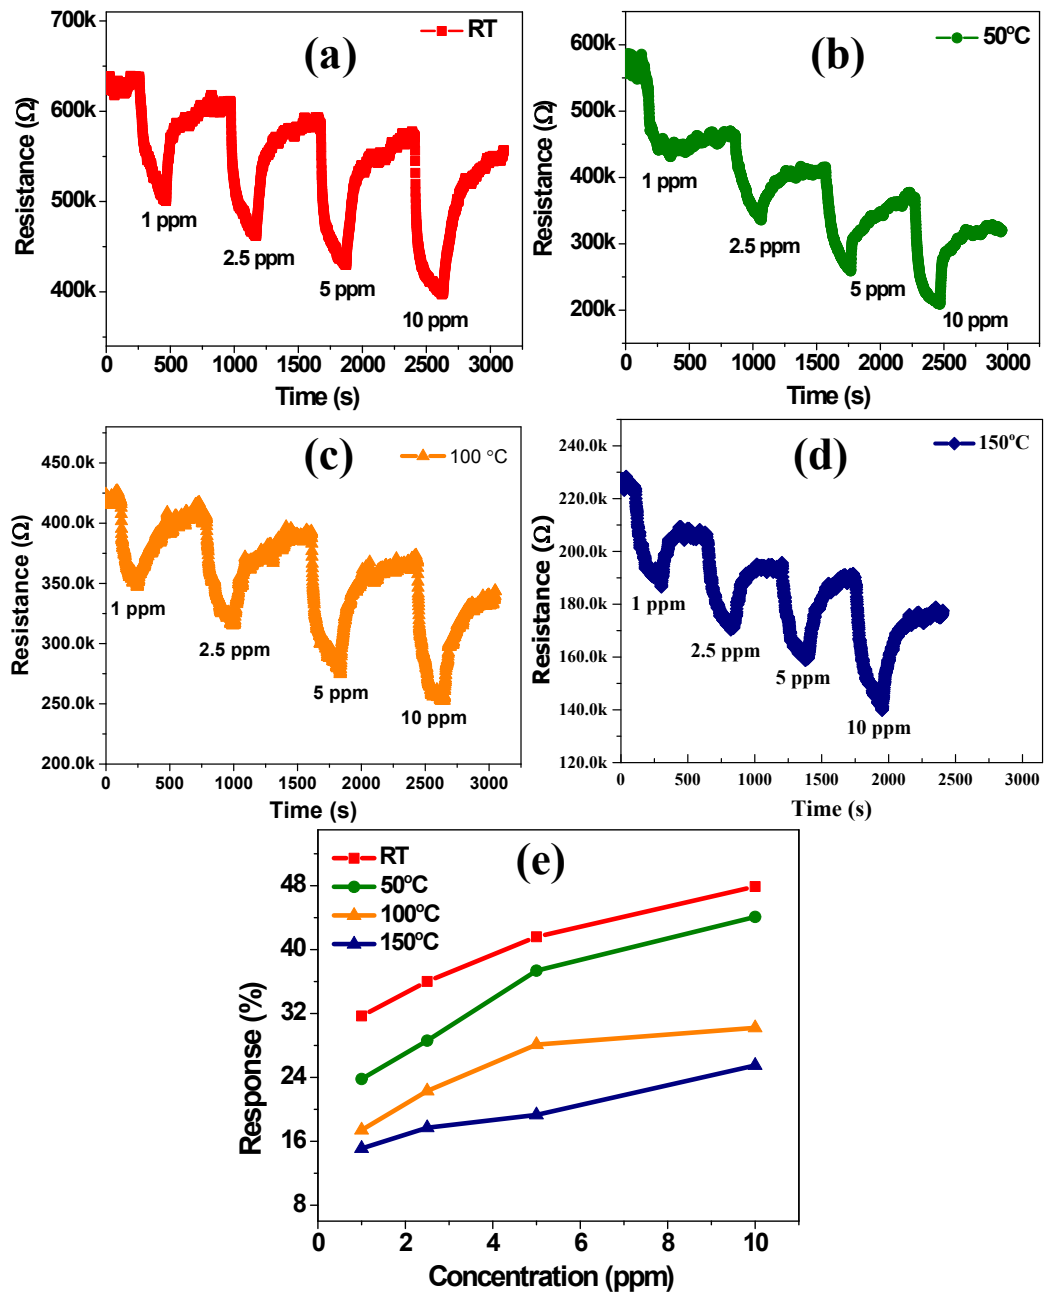 (a)
RT
700k
600k
500k
400k
Resistance (Ω)
1 ppm
2.5 ppm
5 ppm
10 ppm
0 500 1000 1500 2000 2500 3000
Time (s)
(b)
50°C
600k
500k
400k
300k
200k
Resistance (Ω)
1 ppm
2.5 ppm
5 ppm
10 ppm
0 500 1000 1500 2000 2500 3000
Time (s)
(c)
100 °C
450.0k
400.0k
350.0k
300.0k
250.0k
200.0k
Resistance (Ω)
1 ppm
2.5 ppm
5 ppm
10 ppm
0 500 1000 1500 2000 2500 3000
Time (s)
(d)
150°C
240.0k
220.0k
200.0k
180.0k
160.0k
140.0k
120.0k
Resistance (Ω)
1 ppm
2.5 ppm
5 ppm
10 ppm
0 500 1000 1500 2000 2500 3000
Time (s)
(e)
RT
50°C
100°C
150°C
48
40
32
24
16
8
Response (%)
0 2 4 6 8 10
Concentration (ppm)